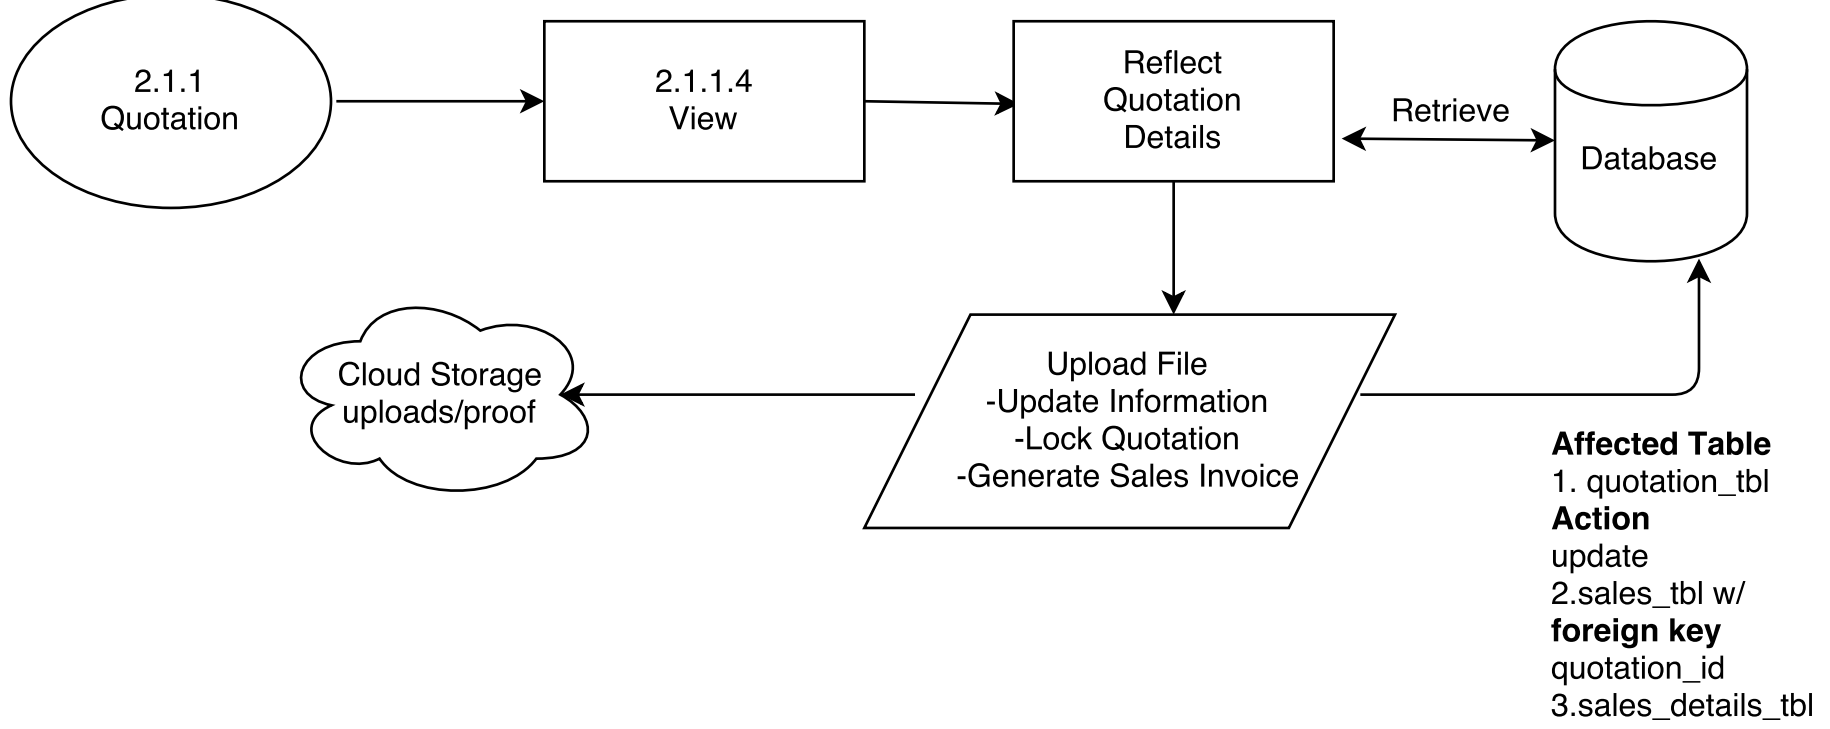 2.1.1
Quotation
2.1.1.4
View
Reflect
Quotation
Details
Retrieve
Database
Cloud Storage
uploads/proof
Upload File
-Update Information
-Lock Quotation
-Generate Sales Invoice
Affected Table
1. quotation_tbl
Action
update
2.sales_tbl w/
foreign key
quotation_id
3.sales_details_tbl